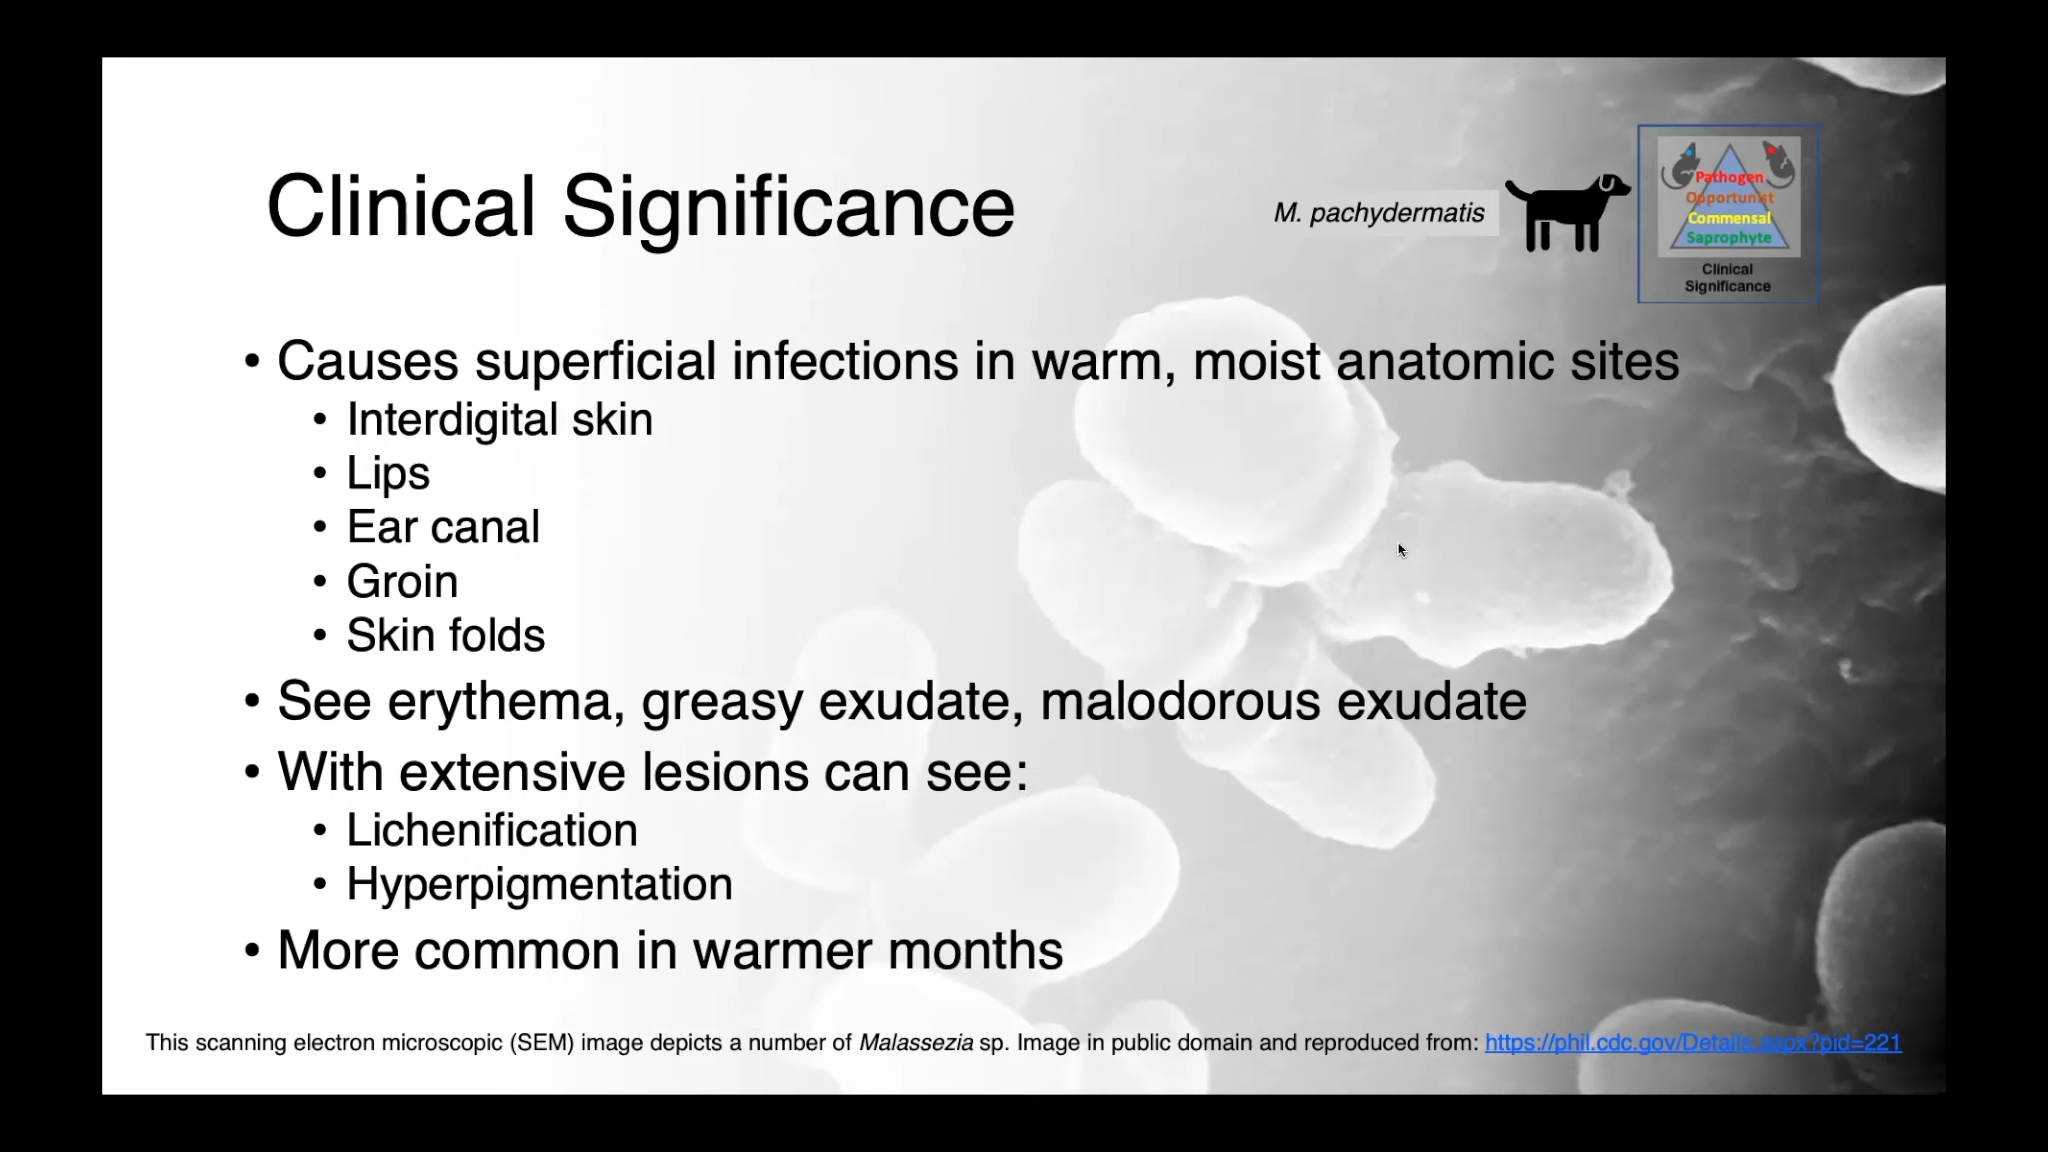 Clinical Significance
M. pachydermatis
Pathogen
Opportunist
Commensal
Saprophyte
Clinical
Significance
• Causes superficial infections in warm, moist anatomic sites
• Interdigital skin
• Lips
• Ear canal
• Groin
• Skin folds
• See erythema, greasy exudate, malodorous exudate
• With extensive lesions can see:
• Lichenification
• Hyperpigmentation
• More common in warmer months
This scanning electron microscopic (SEM) image depicts a number of Malassezia sp. Image in public domain and reproduced from: https://phil.cdc.gov/Details.aspx?pid=221